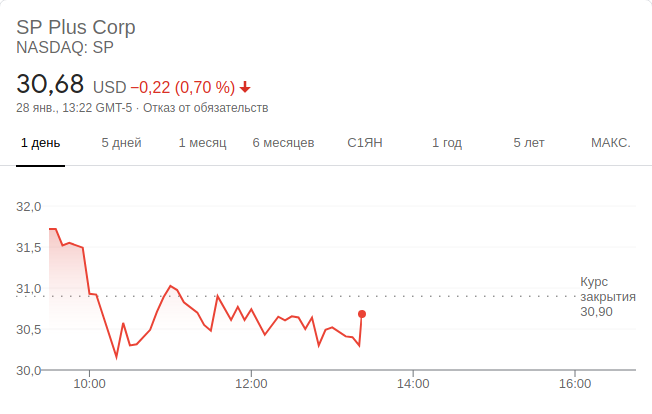 SP Plus Corp
NASDAQ: SP
30,68 USD −0,22 (0,70 %)
28 янв., 13:22 GMT-5 · Отказ от обязательств
1 день 5 дней 1 месяц 6 месяцев С1ЯН 1 год 5 лет МАКС.
32,0
31,5
31,0
Курс
закрытия
30,90
30,5
30,0
10:00 12:00 14:00 16:00